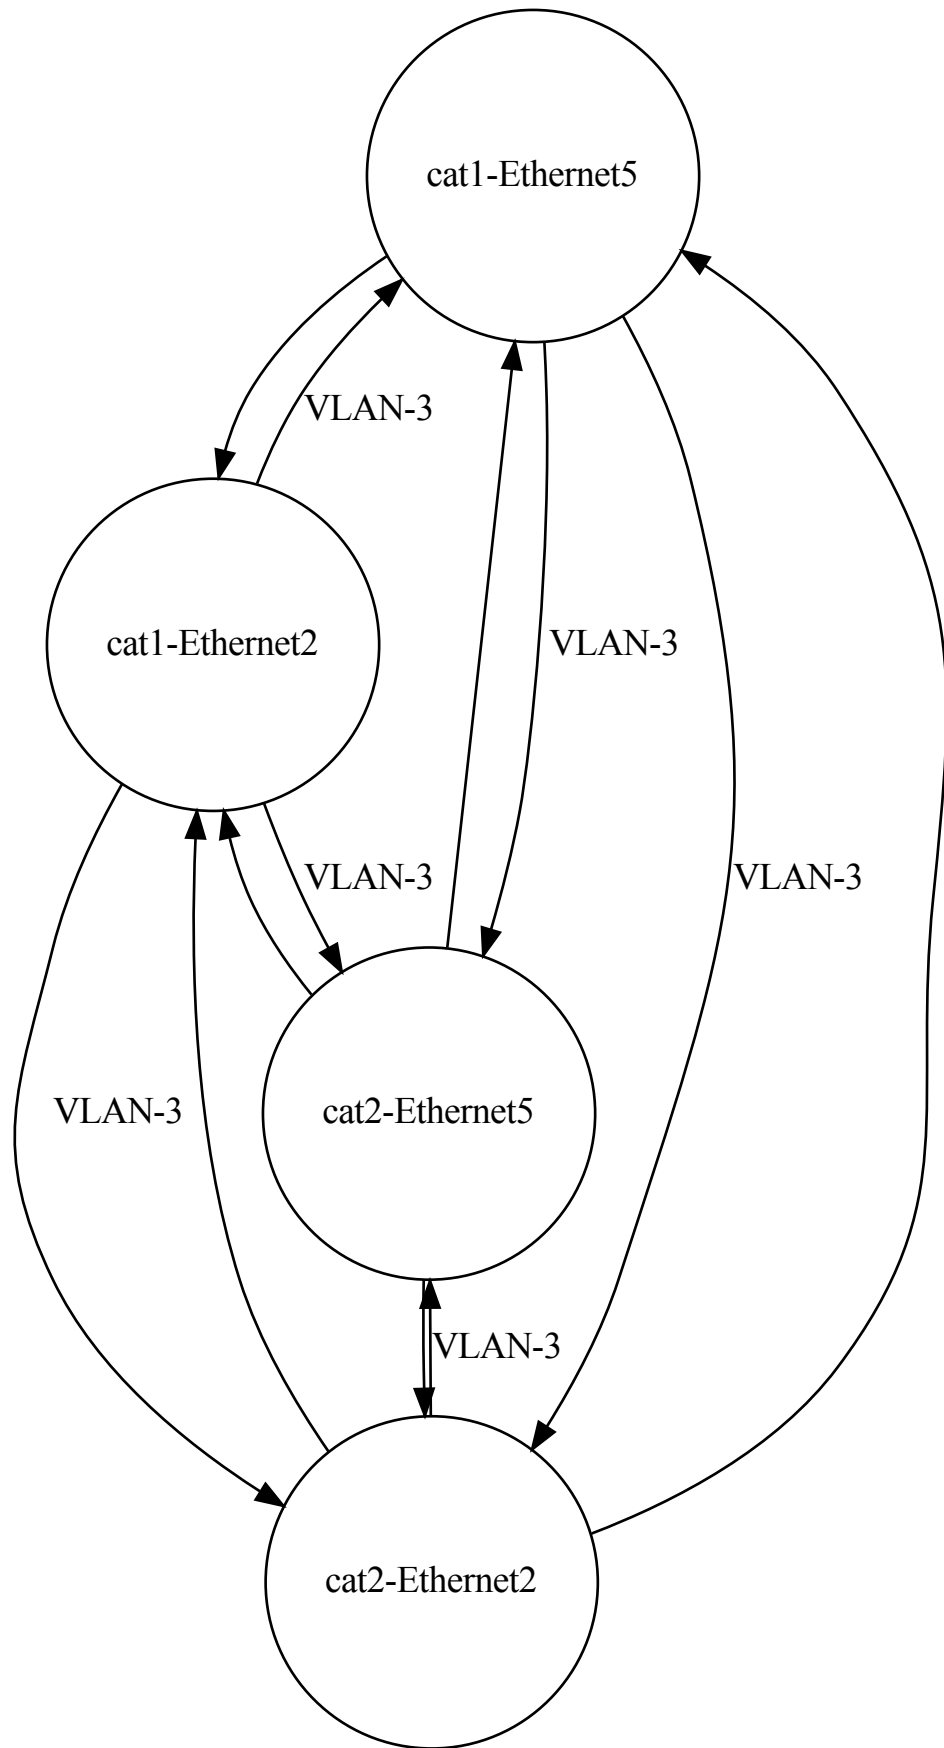 cat1-Ethernet5
VLAN-3
cat1-Ethernet2
VLAN-3
VLAN-3
VLAN-3
VLAN-3
cat2-Ethernet5
VLAN-3
cat2-Ethernet2